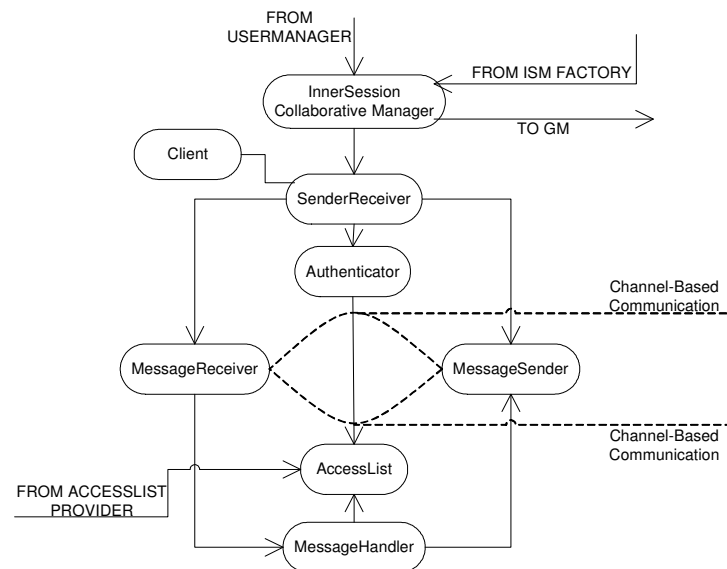 FROM
USERMANAGER
FROM ISM FACTORY
InnerSession
Collaborative Manager
TO GM
Client
SenderReceiver
Authenticator
Channel-Based
Communication
MessageReceiver
MessageSender
Channel-Based
Communication
AccessList
FROM ACCESSLIST
PROVIDER
MessageHandler